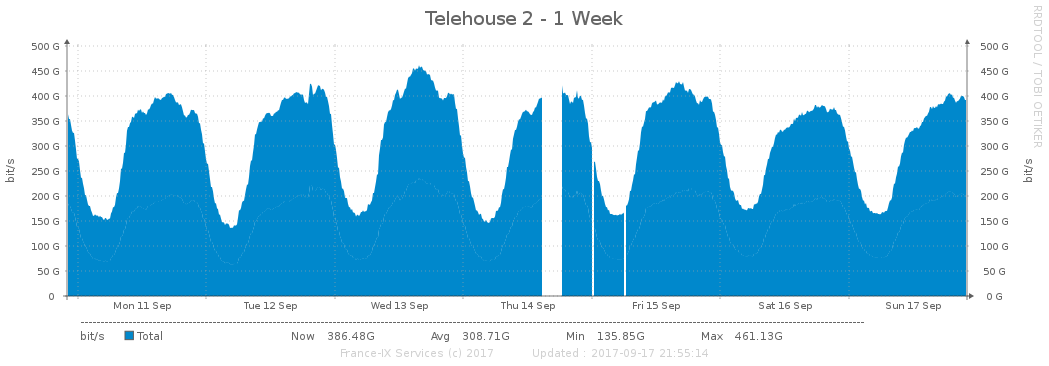 Telehouse 2 - 1 Week
RRDTOOL / TOBI OETIKER
500 G 500 G
450 G 450 G
400 G 400 G
350 G 350 G
300 G 300 G
250 G 250 G
200 G 200 G
150 G 150 G
100 G 100 G
50 G 50 G
0 0 G
bit/s bit/s
Mon 11 Sep Tue 12 Sep Wed 13 Sep Thu 14 Sep Fri 15 Sep Sat 16 Sep Sun 17 Sep
bit/s Total Now 386.48G Avg 308.71G Min 135.85G Max 461.13G
France-IX Services (c) 2017 Updated : 2017-09-17 21:55:14